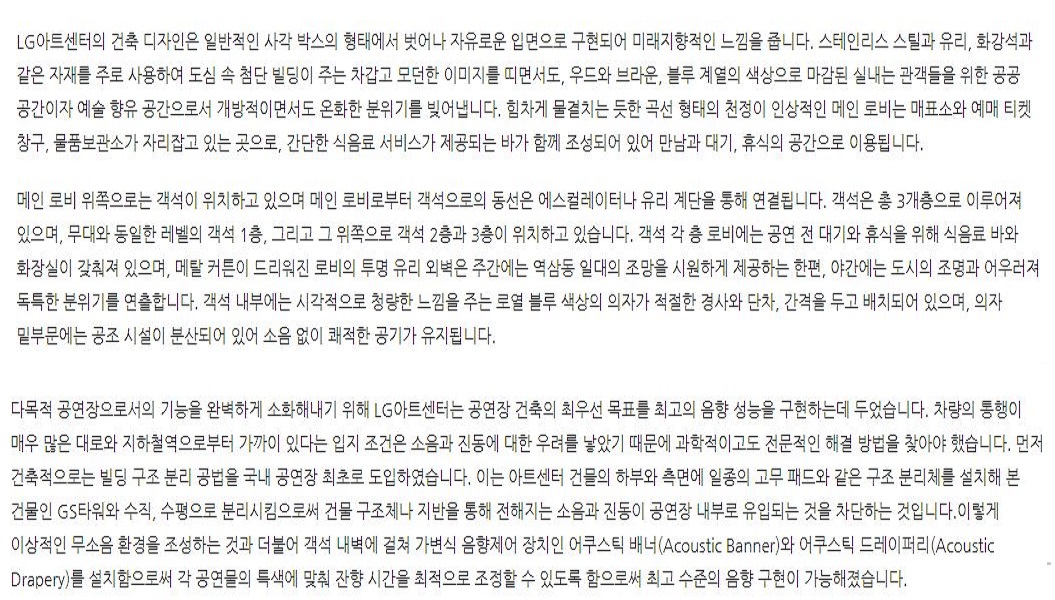 LG아트센터의 건축 디자인은 일반적인 사각 박스의 형태에서 벗어나 자유로운 입면으로 구현되어 미래지향적인 느낌을 줍니다. 스테인리스 스틸과 유리, 화강석과
같은 자재를 주로 사용하여 도심 속 첨단 빌딩이 주는 차갑고 모던한 이미지를 띠면서도, 우드와 브라운, 블루 계열의 색상으로 마감된 실내는 관객들을 위한 공공
공간이자 예술 향유 공간으로서 개방적이면서도 온화한 분위기를 빚어냅니다. 힘차게 물결치는 듯한 곡선 형태의 천정이 인상적인 메인 로비는 매표소와 예매 티켓
창구, 물품보관소가 자리잡고 있는 곳으로, 간단한 식음료 서비스가 제공되는 바가 함께 조성되어 있어 만남과 대기, 휴식의 공간으로 이용됩니다.
메인 로비 위쪽으로는 객석이 위치하고 있으며 메인 로비로부터 객석으로의 동선은 에스컬레이터나 유리 계단을 통해 연결됩니다. 객석은 총 3개층으로 이루어져
있으며, 무대와 동일한 레벨의 객석 1층, 그리고 그 위쪽으로 객석 2층과 3층이 위치하고 있습니다. 객석 각 층 로비에는 공연 전 대기와 휴식을 위해 식음료 바와
화장실이 갖춰져 있으며, 메탈 커튼이 드리워진 로비의 투명 유리 외벽은 주간에는 역삼동 일대의 조망을 시원하게 제공하는 한편, 야간에는 도시의 조명과 어우러져
독특한 분위기를 연출합니다. 객석 내부에는 시각적으로 청량한 느낌을 주는 로열 블루 색상의 의자가 적절한 경사와 단차, 간격을 두고 배치되어 있으며, 의자
밑부문에는 공조 시설이 분산되어 있어 소음 없이 쾌적한 공기가 유지됩니다.
다목적 공연장으로서의 기능을 완벽하게 소화해내기 위해 LG아트센터는 공연장 건축의 최우선 목표를 최고의 음향 성능을 구현하는데 두었습니다. 차량의 통행이
매우 많은 대로와 지하철역으로부터 가까이 있다는 입지 조건은 소음과 진동에 대한 우려를 낳았기 때문에 과학적이고도 전문적인 해결 방법을 찾아야 했습니다. 먼저
건축적으로는 빌딩 구조 분리 공법을 국내 공연장 최초로 도입하였습니다. 이는 아트센터 건믈의 하부와 측면에 일종의 고무 패드와 같은 구조 분리체를 설치해 본
건물인 GS타워와 수직, 수평으로 분리시킴으로써 건물 구조체나 지반을 통해 전해지는 소음과 진동이 공연장 내부로 유입되는 것을 차단하는 것입니다.이렇게
이상적인 무소음 환경을 조성하는 것과 더불어 객석 내벽에 걸쳐 가변식 음향제어 장치인 어쿠스틱 배너(Acoustic Banner)와 어쿠스틱 드레이퍼리(Acoustic
Drapery)를 설치함으로써 각 공연물의 특색에 맞춰 잔향 시간을 최적으로 조정할 수 있도록 함으로써 최고 수준의 음향 구현이 가능해졌습니다.